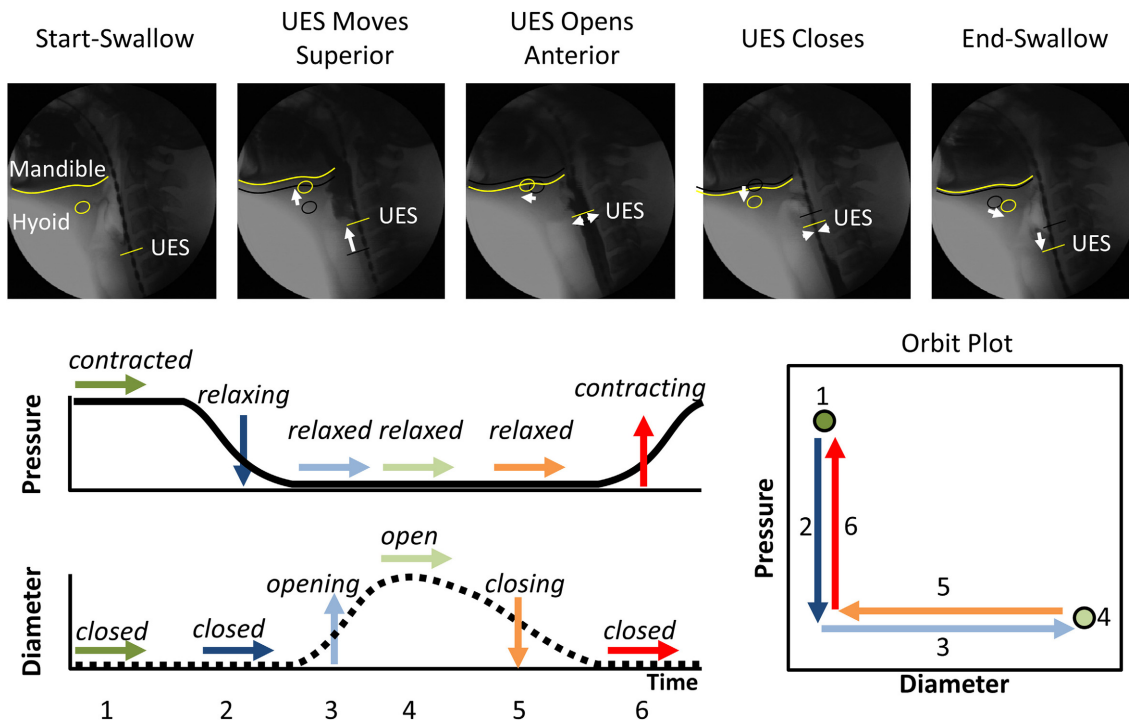 Start-Swallow
UES Moves
Superior
UES Opens
Anterior
UES Closes
End-Swallow
Mandible
Hyoid
UES
UES
UES
UES
UES
contracted
relaxing
relaxed
relaxed
relaxed
contracting
Pressure
closed
closed
opening
open
closing
closed
Diameter
Time
1
2
3
4
5
6
Orbit Plot
1
2
6
5
4
3
Pressure
Diameter